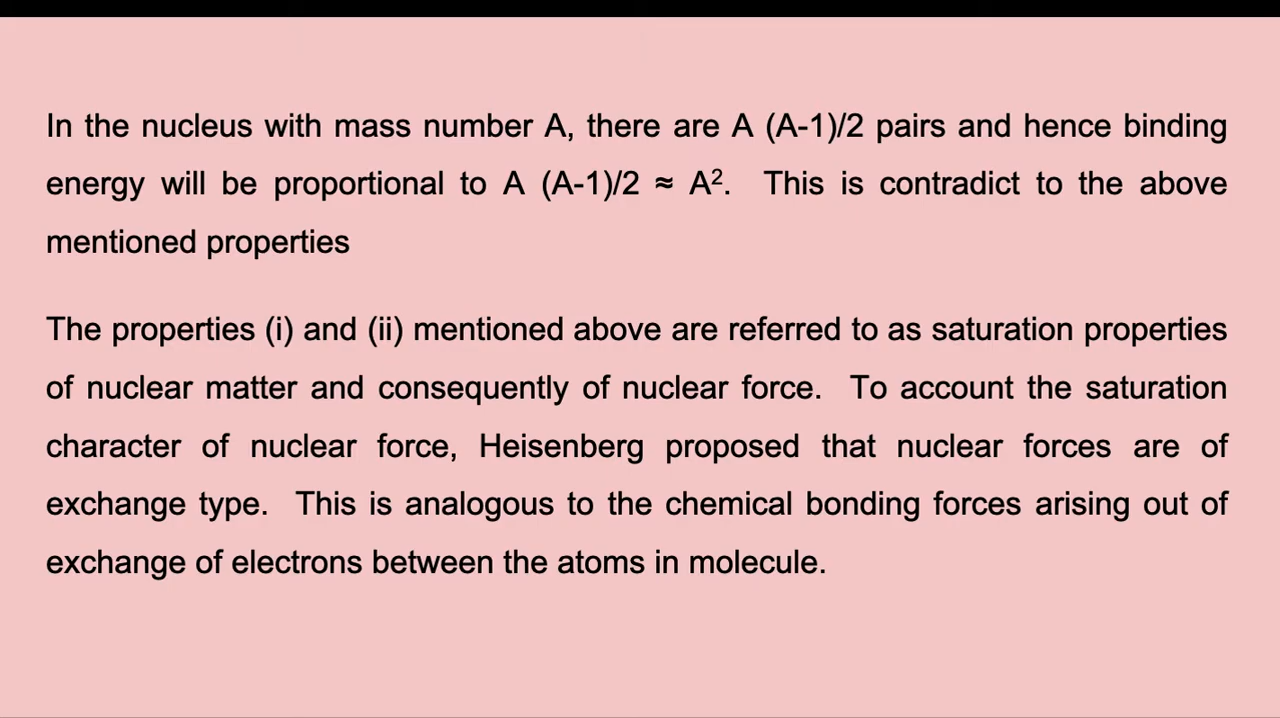 In the nucleus with mass number A, there are A (A-1)/2 pairs and hence binding
energy will be proportional to A (A-1)/2 ≈ A². This is contradict to the above
mentioned properties
The properties (i) and (ii) mentioned above are referred to as saturation properties
of nuclear matter and consequently of nuclear force. To account the saturation
character of nuclear force, Heisenberg proposed that nuclear forces are of
exchange type. This is analogous to the chemical bonding forces arising out of
exchange of electrons between the atoms in molecule.